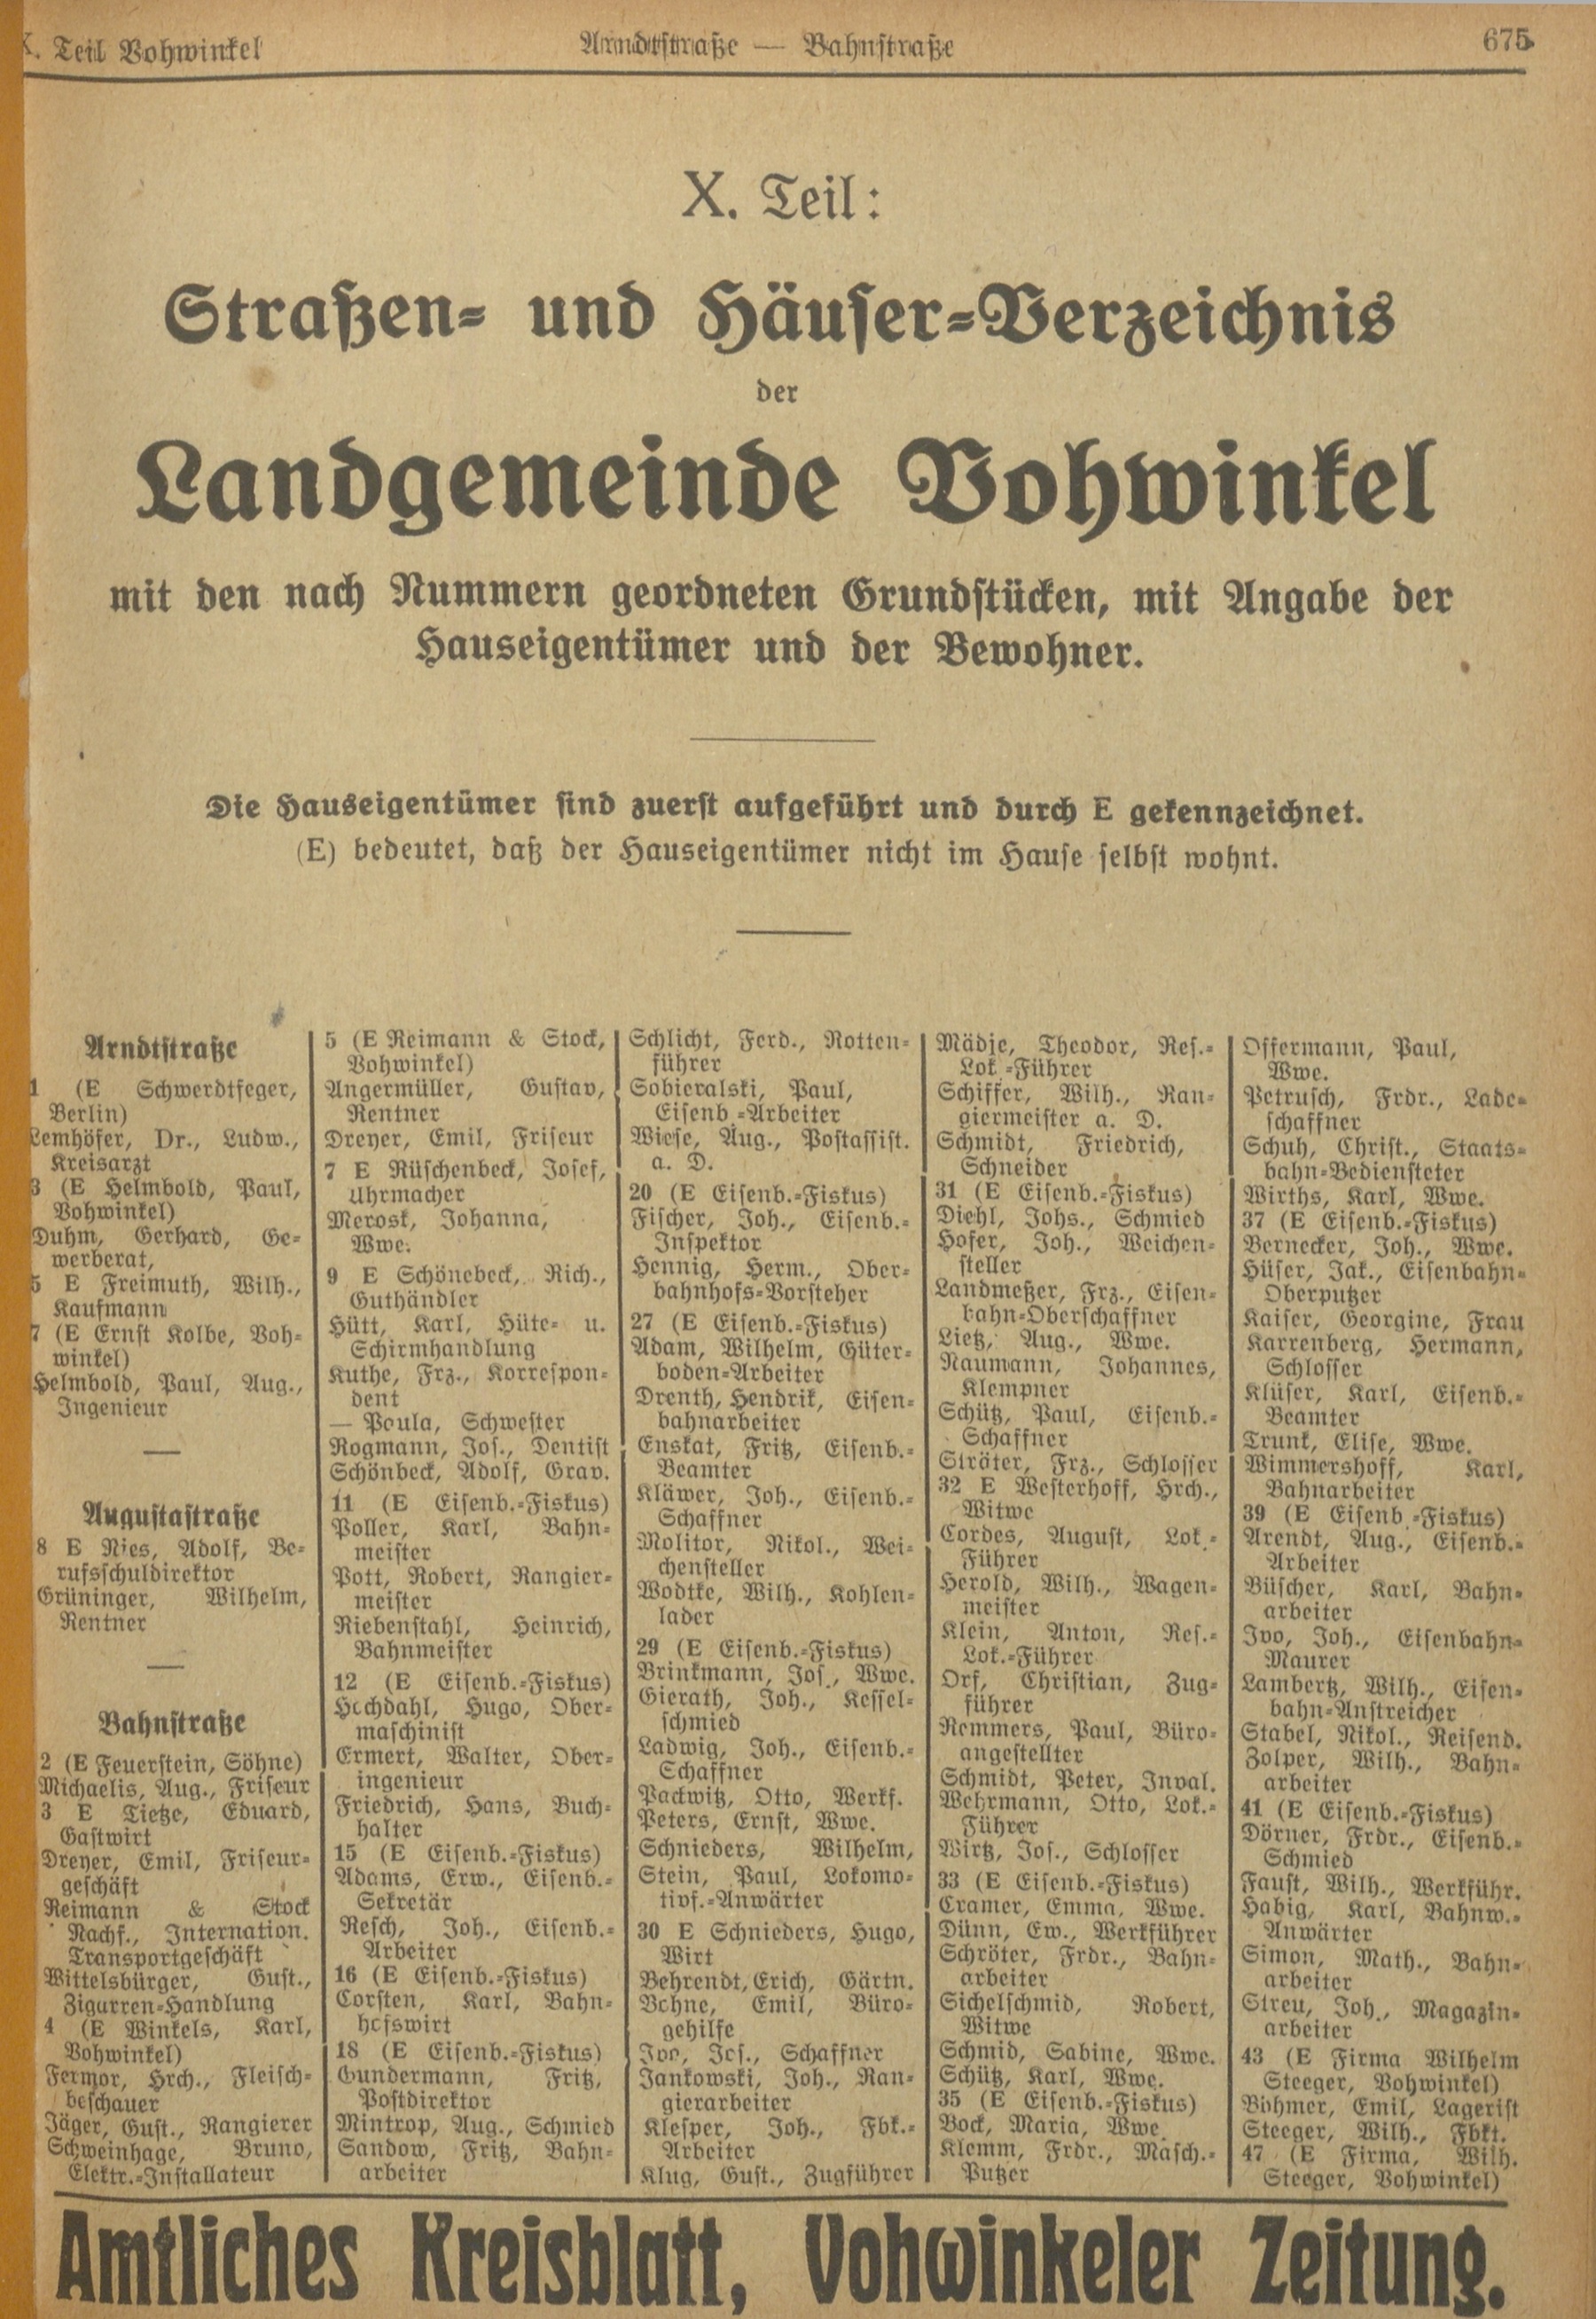 X. Teil Vohwinkel
Arndtstraße — Bahnstraße
675
X. Teil:
Straßen- und Häuser-Verzeichnis
der
Landgemeinde Vohwinkel
mit den nach Nummern geordneten Grundstücken, mit Angabe der
Hauseigentümer und der Bewohner.
Die Hauseigentümer sind zuerst aufgeführt und durch E gekennzeichnet.
(E) bedeutet, daß der Hauseigentümer nicht im Hause selbst wohnt.
Arndtstraße
1 (E Schwerdtfeger,
Berlin)
Lemhöfer, Dr., Ludw.,
Kreisarzt
3 (E Helmbold, Paul,
Vohwinkel)
Duhm, Gerhard, Ge-
werberat,
5 E Freimuth, Wilh.,
Kaufmann
7 (E Ernst Kolbe, Voh-
winkel)
Helmbold, Paul, Aug.,
Ingenieur
Augustastraße
8 E Nies, Adolf, Be-
rufsschuldirektor
Grüninger, Wilhelm,
Rentner
Bahnstraße
2 (E Feuerstein, Söhne)
Michaelis, Aug., Friseur
3 E Tietze, Eduard,
Gastwirt
Dreyer, Emil, Friseur-
geschäft
Reimann & Stock
Nachf., Internation.
Transportgeschäft
Wittelsbürger, Gust.,
Zigarren-Handlung
4 (E Winkels, Karl,
Vohwinkel)
Fermor, Hrch., Fleisch-
beschauer
Jäger, Gust., Rangierer
Schweinhage, Bruno,
Elektr.-Installateur
5 (E Reimann & Stock,
Vohwinkel)
Angermüller, Gustav,
Rentner
Dreyer, Emil, Friseur
7 E Rüschenbeck, Josef,
Uhrmacher
Merosk, Johanna,
Wwe.
9 E Schönebeck, Rich.,
Guthändler
Hütt, Karl, Hüte- u.
Schirmhandlung
Kuthe, Frz., Korrespon-
dent
— Paula, Schwester
Rogmann, Jos., Dentist
Schönbeck, Adolf, Grav.
11 (E Eisenb.-Fiskus)
Poller, Karl, Bahn-
meister
Pott, Robert, Rangier-
meister
Riebenstahl, Heinrich,
Bahnmeister
12 (E Eisenb.-Fiskus)
Hochdahl, Hugo, Ober-
maschinist
Ermert, Walter, Ober-
ingenieur
Friedrich, Hans, Buch-
halter
15 (E Eisenb.-Fiskus)
Adams, Erw., Eisenb.-
Sekretär
Resch, Joh., Eisenb.-
Arbeiter
16 (E Eisenb.-Fiskus)
Corsten, Karl, Bahn-
hofswirt
18 (E Eisenb.-Fiskus)
Gundermann, Fritz,
Postdirektor
Mintrop, Aug., Schmied
Sandow, Fritz, Bahn-
arbeiter
Schlicht, Ferd., Rotten-
führer
Sobieralski, Paul,
Eisenb.-Arbeiter
Wiese, Aug., Postassist.
a. D.
20 (E Eisenb.-Fiskus)
Fischer, Joh., Eisenb.-
Inspektor
Hennig, Herm., Ober-
bahnhofs-Vorsteher
27 (E Eisenb.-Fiskus)
Adam, Wilhelm, Güter-
boden-Arbeiter
Drenth, Hendrik, Eisen-
bahnarbeiter
Enskat, Fritz, Eisenb.-
Beamter
Kläwer, Joh., Eisenb.-
Schaffner
Molitor, Nikol., Wei-
chensteller
Wodtke, Wilh., Kohlen-
lader
29 (E Eisenb.-Fiskus)
Brinkmann, Jos., Wwe.
Gierath, Joh., Kessel-
schmied
Ladwig, Joh., Eisenb.-
Schaffner
Packwitz, Otto, Werkf.
Peters, Ernst, Wwe.
Schnieders, Wilhelm,
Stein, Paul, Lokomo-
tivf.-Anwärter
30 E Schnieders, Hugo,
Wirt
Behrendt, Erich, Gärtn.
Bohne, Emil, Büro-
gehilfe
Ivo, Jos., Schaffner
Jankowski, Joh., Ran-
gierarbeiter
Klesper, Joh., Fbk.-
Arbeiter
Klug, Gust., Zugführer
Mädje, Theodor, Res.-
Lok.-Führer
Schiffer, Wilh., Ran-
giermeister a. D.
Schmidt, Friedrich,
Schneider
31 (E Eisenb.-Fiskus)
Diehl, Johs., Schmied
Hofer, Joh., Weichen-
steller
Landmeßer, Frz., Eisen-
bahn-Oberschaffner
Lietz, Aug., Wwe.
Naumann, Johannes,
Klempner
Schütz, Paul, Eisenb.-
Schaffner
Ströter, Frz., Schlosser
32 E Westerhoff, Hrch.,
Witwe
Cordes, August, Lok.-
Führer
Herold, Wilh., Wagen-
meister
Klein, Anton, Res.-
Lok.-Führer
Orf, Christian, Zug-
führer
Remmers, Paul, Büro-
angestellter
Schmidt, Peter, Inval.
Wehrmann, Otto, Lok.-
Führer
Wirtz, Jos., Schlosser
33 (E Eisenb.-Fiskus)
Cramer, Emma, Wwe.
Dünn, Ew., Werkführer
Schröter, Frdr., Bahn-
arbeiter
Sichelschmid, Robert,
Witwe
Schmid, Sabine, Wwe.
Schütz, Karl, Wwe.
35 (E Eisenb.-Fiskus)
Bock, Maria, Wwe.
Klemm, Frdr., Masch.-
Putzer
Offermann, Paul,
Wwe.
Petrusch, Frdr., Lade-
schaffner
Schuh, Christ., Staats-
bahn-Bediensteter
Wirths, Karl, Wwe.
37 (E Eisenb.-Fiskus)
Bernecker, Joh., Wwe.
Hüser, Jak., Eisenbahn-
Oberputzer
Kaiser, Georgine, Frau
Karrenberg, Hermann,
Schlosser
Klüser, Karl, Eisenb.-
Beamter
Trunk, Elise, Wwe.
Wimmershoff, Karl,
Bahnarbeiter
39 (E Eisenb.-Fiskus)
Arendt, Aug., Eisenb.-
Arbeiter
Büscher, Karl, Bahn-
arbeiter
Ivo, Joh., Eisenbahn-
Maurer
Lambertz, Wilh., Eisen-
bahn-Anstreicher
Stabel, Nikol., Reisend.
Zolper, Wilh., Bahn-
arbeiter
41 (E Eisenb.-Fiskus)
Dörner, Frdr., Eisenb.-
Schmied
Faust, Wilh., Werkführ.
Habig, Karl, Bahnw.-
Anwärter
Simon, Math., Bahn-
arbeiter
Streu, Joh., Magazin-
arbeiter
43 (E Firma Wilhelm
Steeger, Vohwinkel)
Böhmer, Emil, Lagerist
Steeger, Wilh., Fbkt.
47 (E Firma, Wilh.
Steeger, Vohwinkel)
Amtliches Kreisblatt, Vohwinkeler Zeitung.